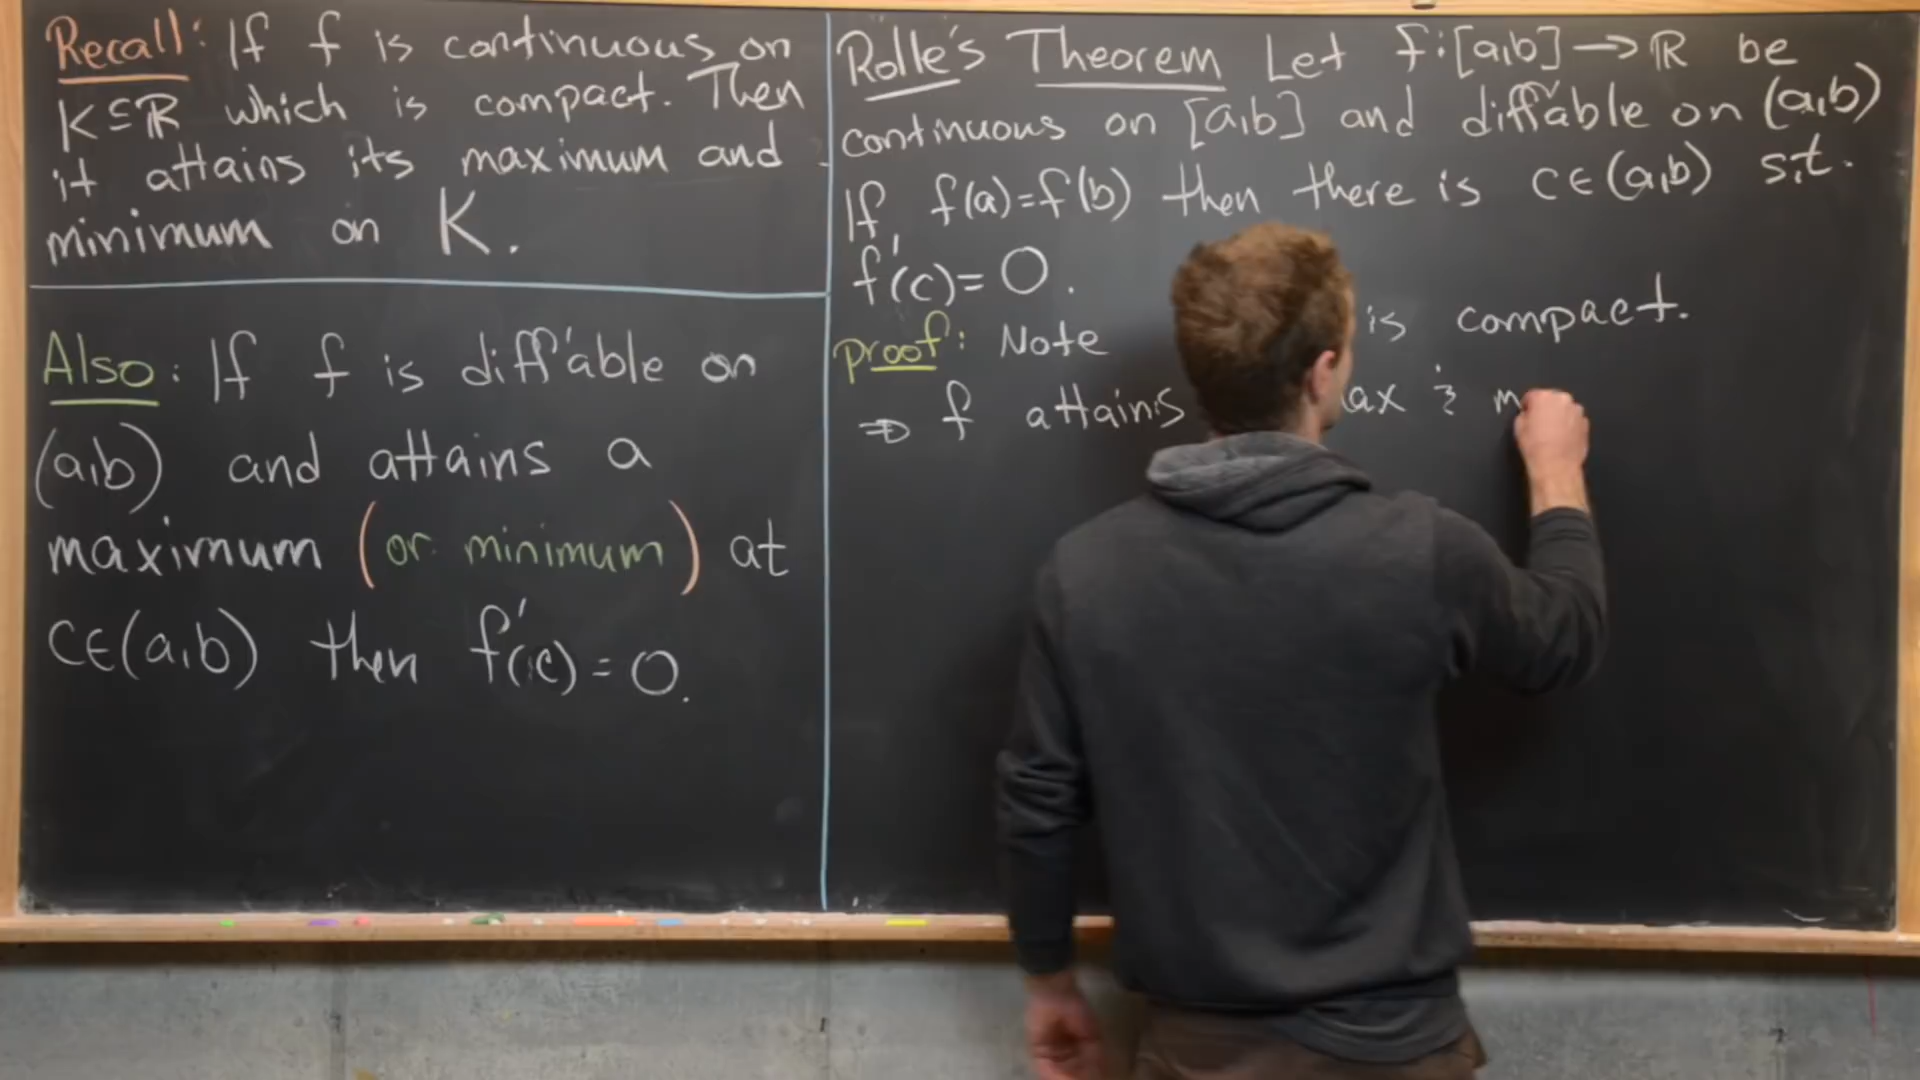 Recall: If f is continuous on
K⊆ℝ which is compact. Then
it attains its maximum and
minimum on K.
Also: If f is diff'able on
(a,b) and attains a
maximum (or minimum) at
c∈(a,b) then f'(c) = 0.
Rolle's Theorem Let f:[a,b]→ℝ be
continuous on [a,b] and diff'able on (a,b)
If f(a)=f(b) then there is c∈(a,b) s.t.
f'(c)= 0.
Proof: Note is compact.
⇒ f attains &